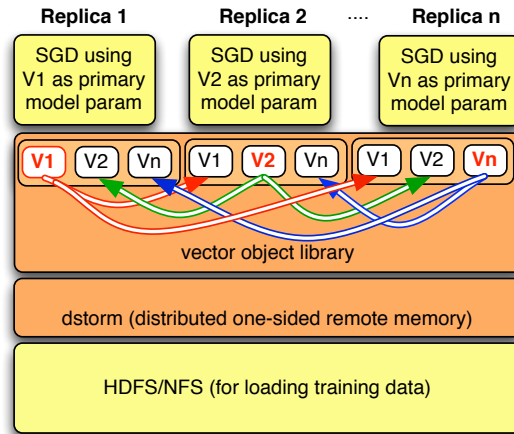 Replica 1 Replica 2 .... Replica n
SGD using SGD using SGD using
V1 as primary V2 as primary Vn as primary
model param model param model param
V1 V2 Vn V1 V2 Vn V1 V2 Vn
vector object library
dstorm (distributed one-sided remote memory)
HDFS/NFS (for loading training data)